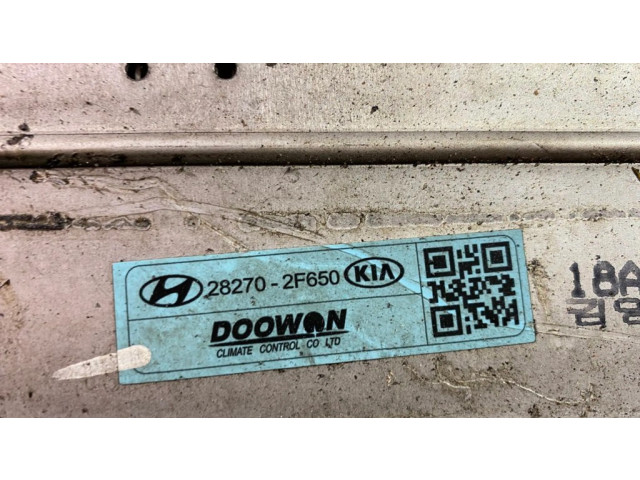 28270 - 2F650 KIA
DOOWON
CLIMATE CONTROL CO LTD
18A